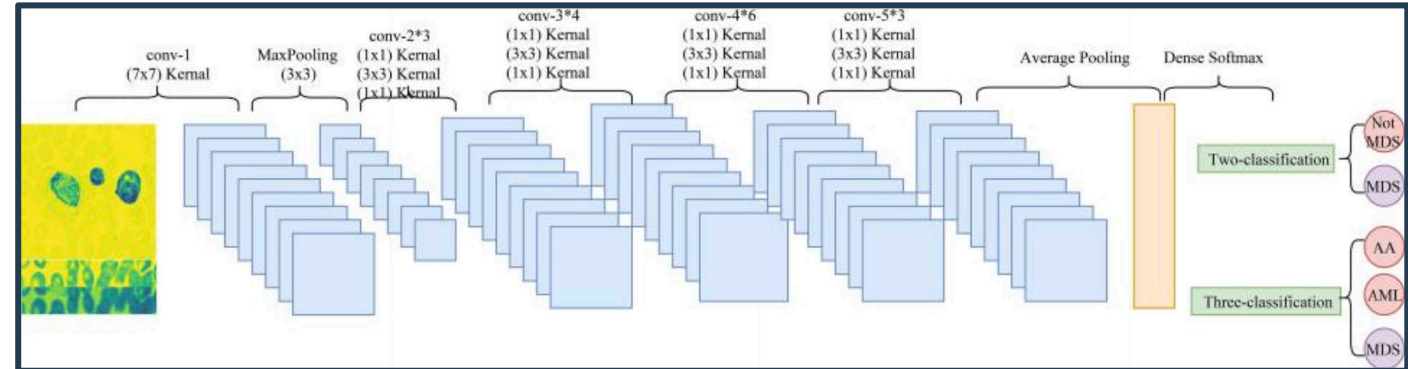 conv-1
(7x7) Kernal
MaxPooling
(3x3)
conv-2*3
(1x1) Kernal
(3x3) Kernal
(1x1) Kernal
conv-3*4
(1x1) Kernal
(3x3) Kernal
(1x1) Kernal
conv-4*6
(1x1) Kernal
(3x3) Kernal
(1x1) Kernal
conv-5*3
(1x1) Kernal
(3x3) Kernal
(1x1) Kernal
Average Pooling
Dense Softmax
Two-classification
Not
MDS
MDS
Three-classification
AA
AML
MDS